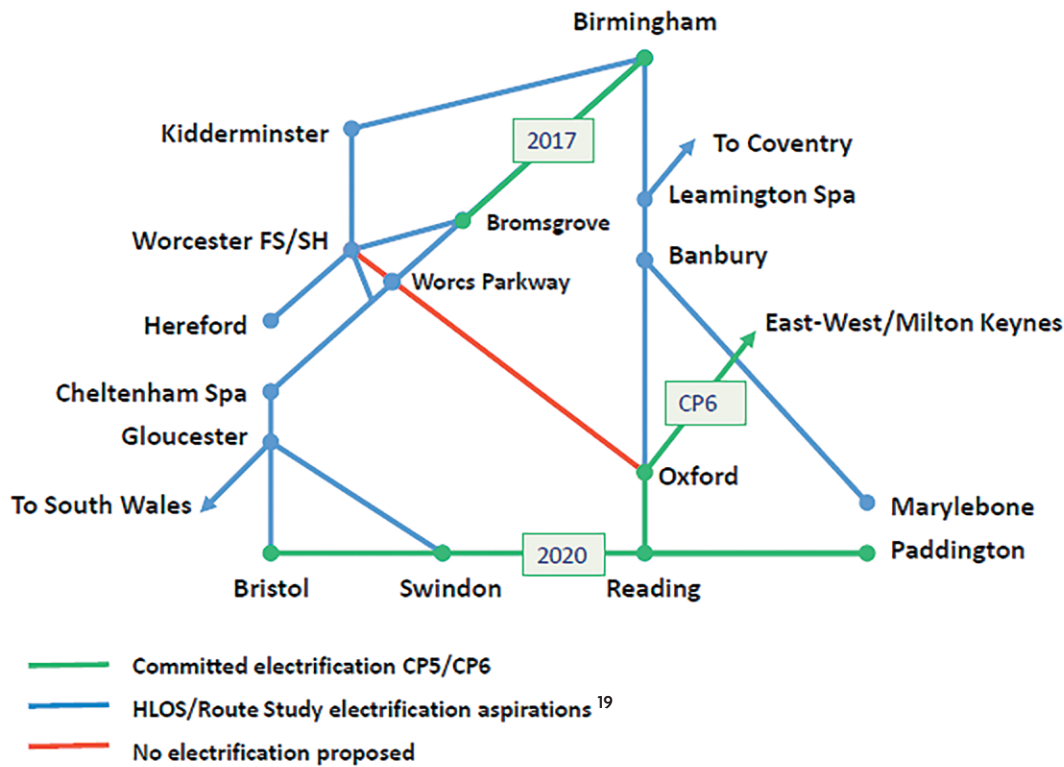 Birmingham
Kidderminster
2017
To Coventry
Leamington Spa
Bromsgrove
Worcester FS/SH
Banbury
Worcs Parkway
Hereford
East-West/Milton Keynes
Cheltenham Spa
CP6
Gloucester
Oxford
To South Wales
Marylebone
2020
Paddington
Bristol
Swindon
Reading
Committed electrification CP5/CP6
HLOS/Route Study electrification aspirations 19
No electrification proposed